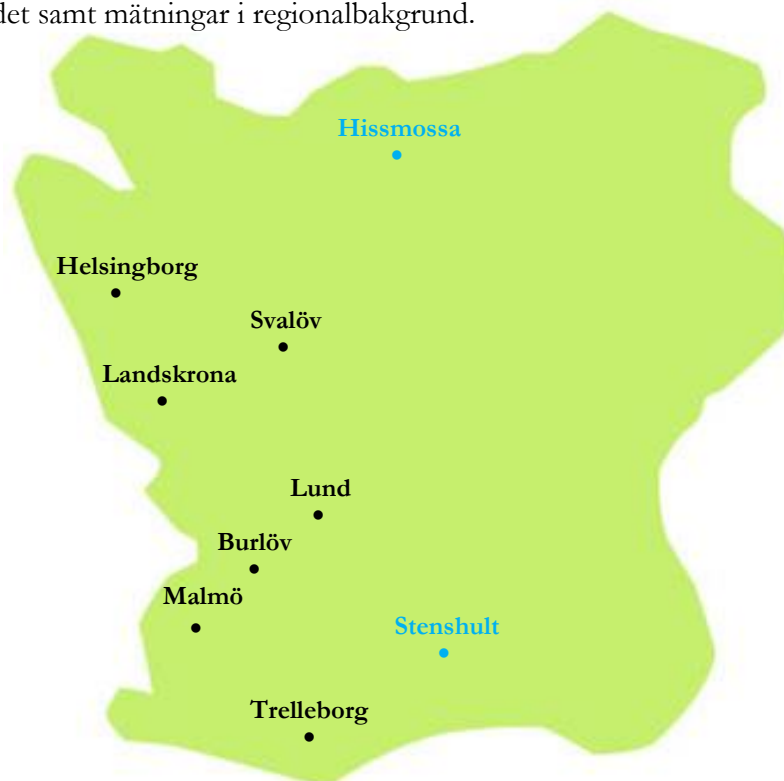 det samt mätningar i regionalbakgrund.
Hissmossa
Helsingborg
Svalöv
Landskrona
Lund
Burlöv
Malmö
Stenshult
Trelleborg